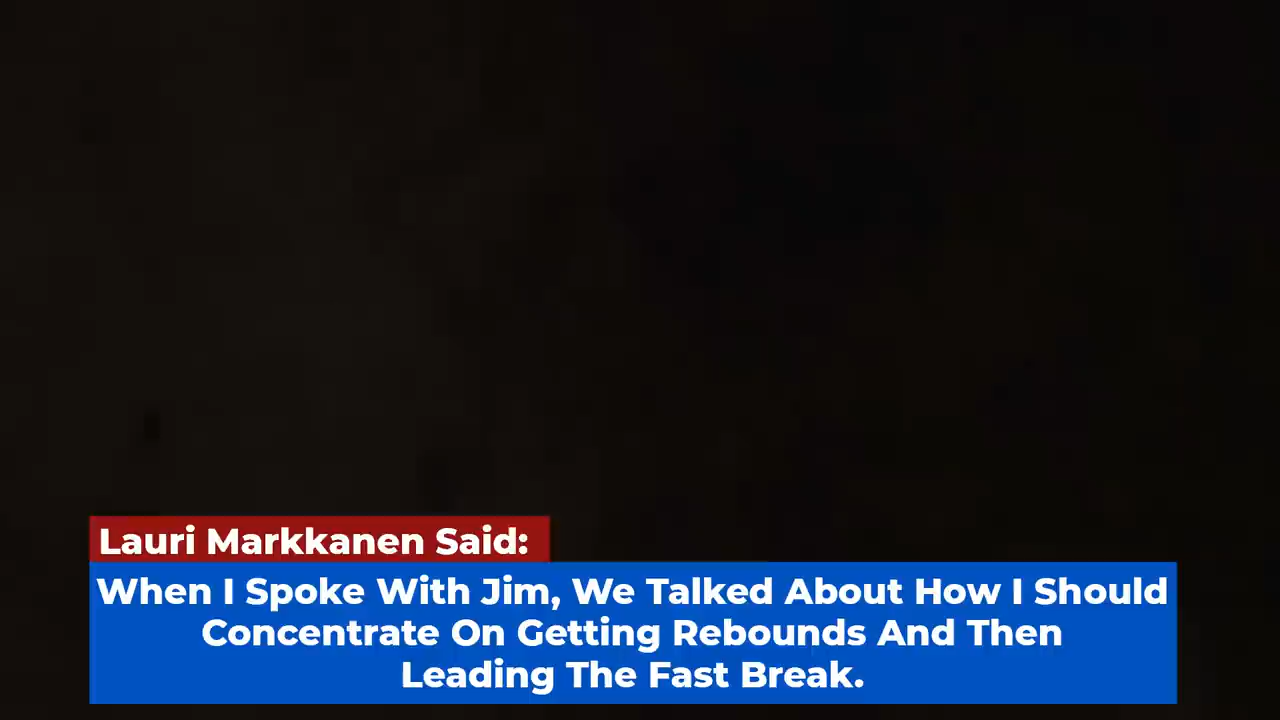 Lauri Markkanen Said:
When I Spoke With Jim, We Talked About How I Should
Concentrate On Getting Rebounds And Then
Leading The Fast Break.